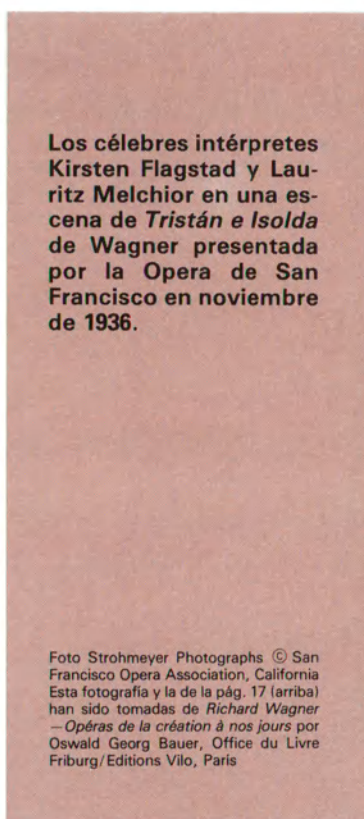 Los célebres intérpretes
Kirsten Flagstad y Lau-
ritz Melchior en una es-
cena de Tristán e Isolda
de Wagner presentada
por la Opera de San
Francisco en noviembre
de 1936.
Foto Strohmeyer Photographs © San
Francisco Opera Association, California
Esta fotografía y la de la pág. 17 (arriba)
han sido tomadas de Richard Wagner
—Opéras de la création à nos jours por
Oswald Georg Bauer, Office du Livre
Friburg/Editions Vilo, París